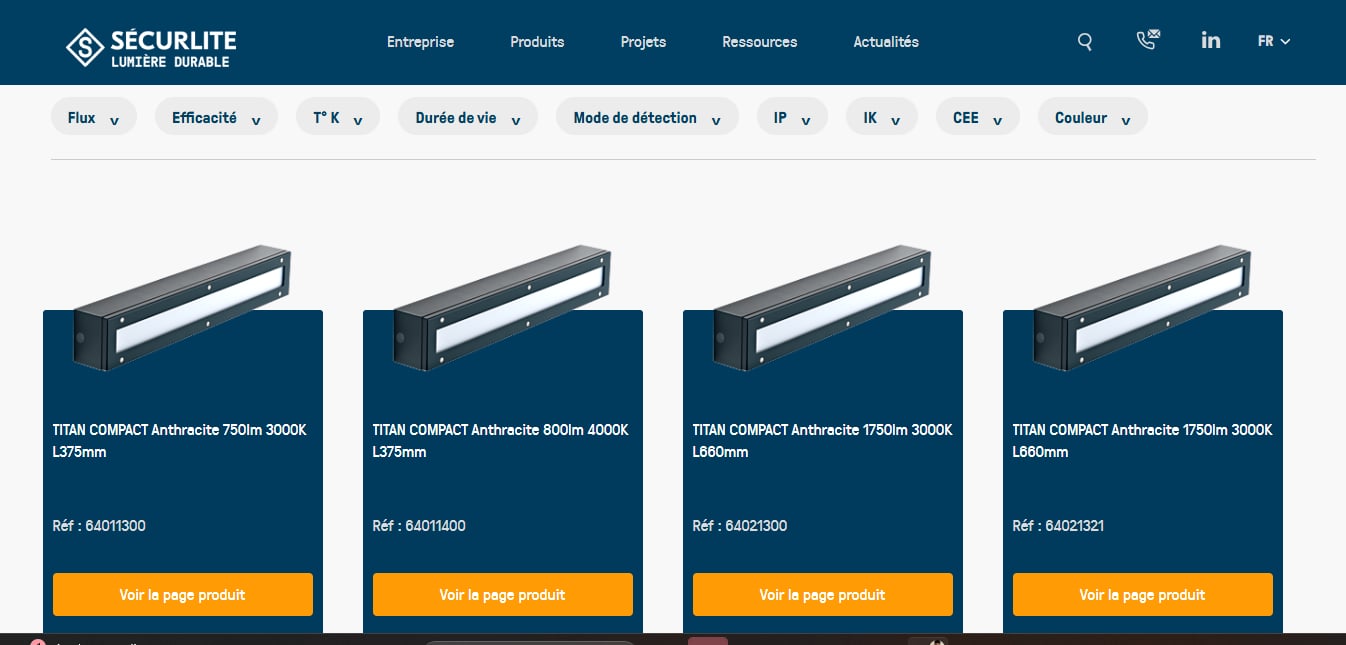 SÉCURLITE
LUMIÈRE DURABLE
Entreprise Produits Projets Ressources Actualités FR
Flux Efficacité T° K Durée de vie Mode de détection IP IK CEE Couleur
TITAN COMPACT Anthracite 750lm 3000K
L375mm
Réf : 64011300
Voir la page produit
TITAN COMPACT Anthracite 800lm 4000K
L375mm
Réf : 64011400
Voir la page produit
TITAN COMPACT Anthracite 1750lm 3000K
L660mm
Réf : 64021300
Voir la page produit
TITAN COMPACT Anthracite 1750lm 3000K
L660mm
Réf : 64021321
Voir la page produit